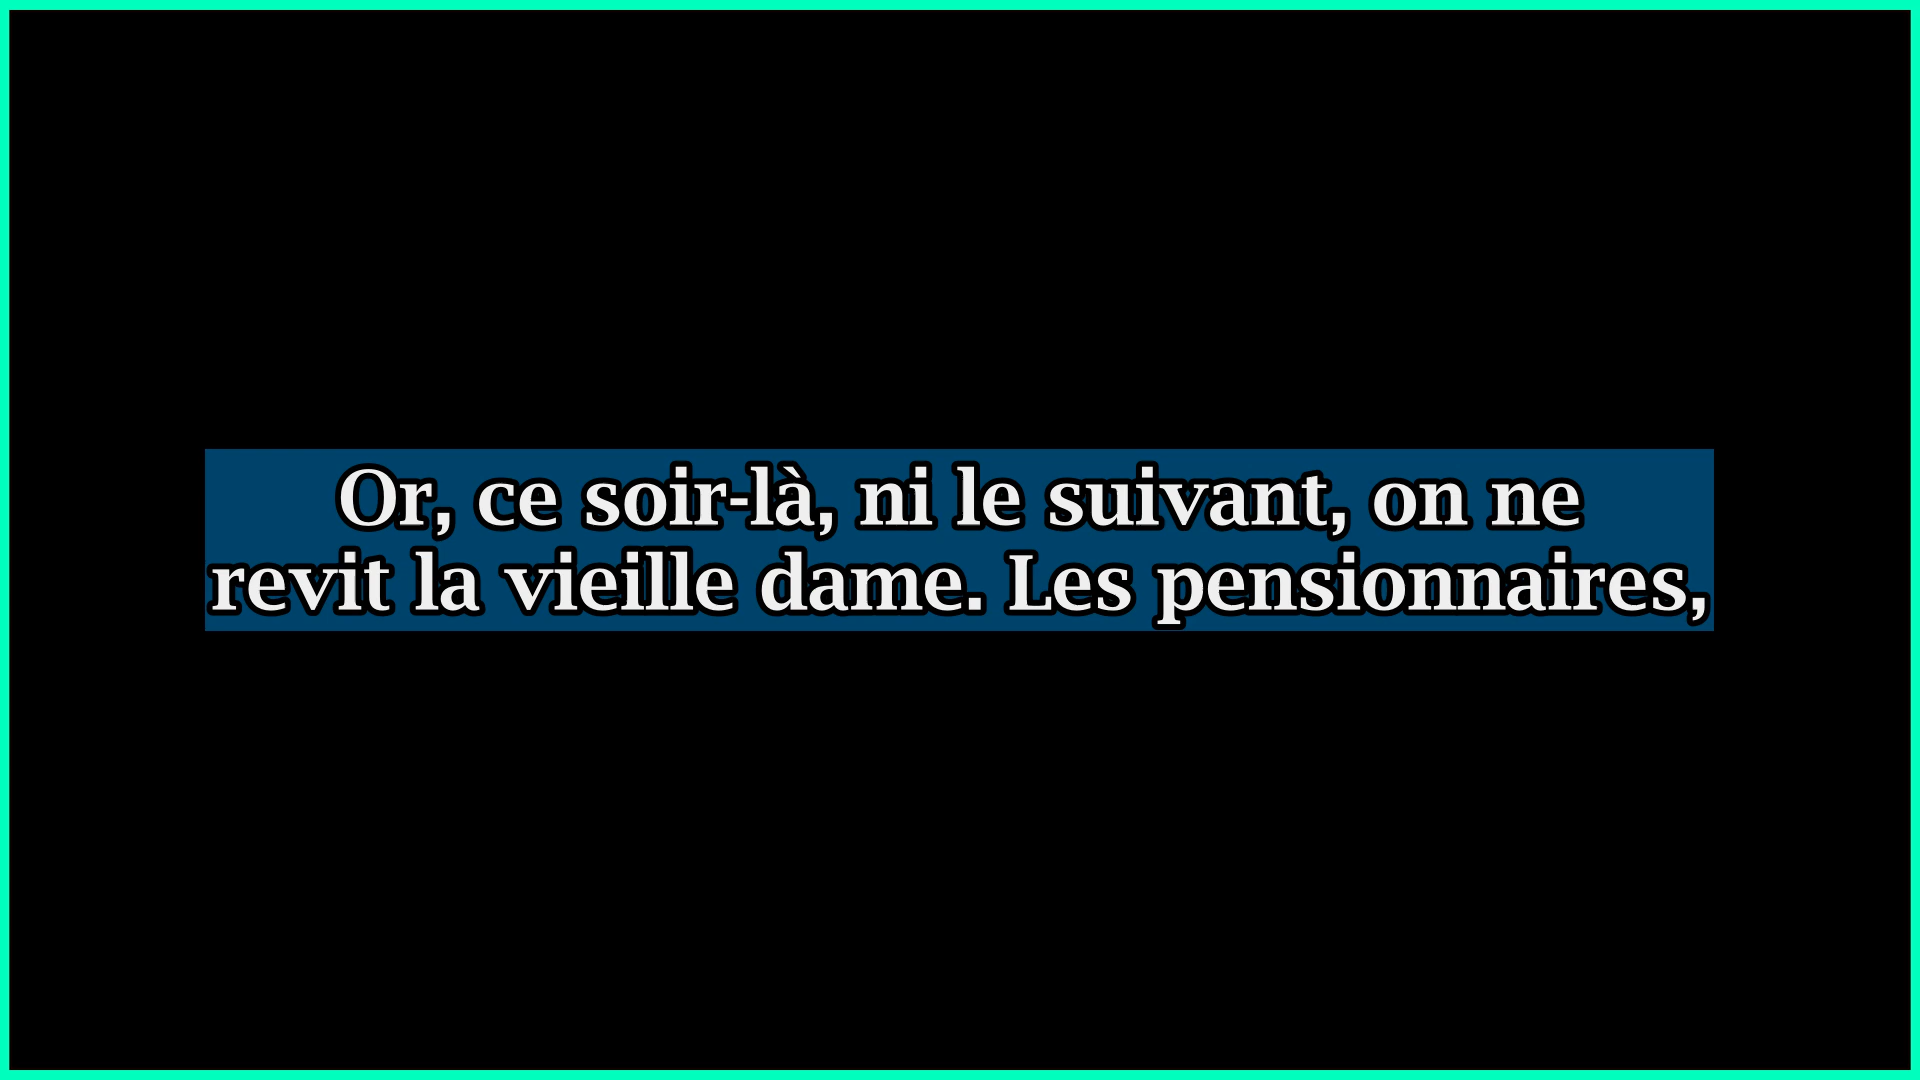 Or, ce soir-là, ni le suivant, on ne
revit la vieille dame. Les pensionnaires,